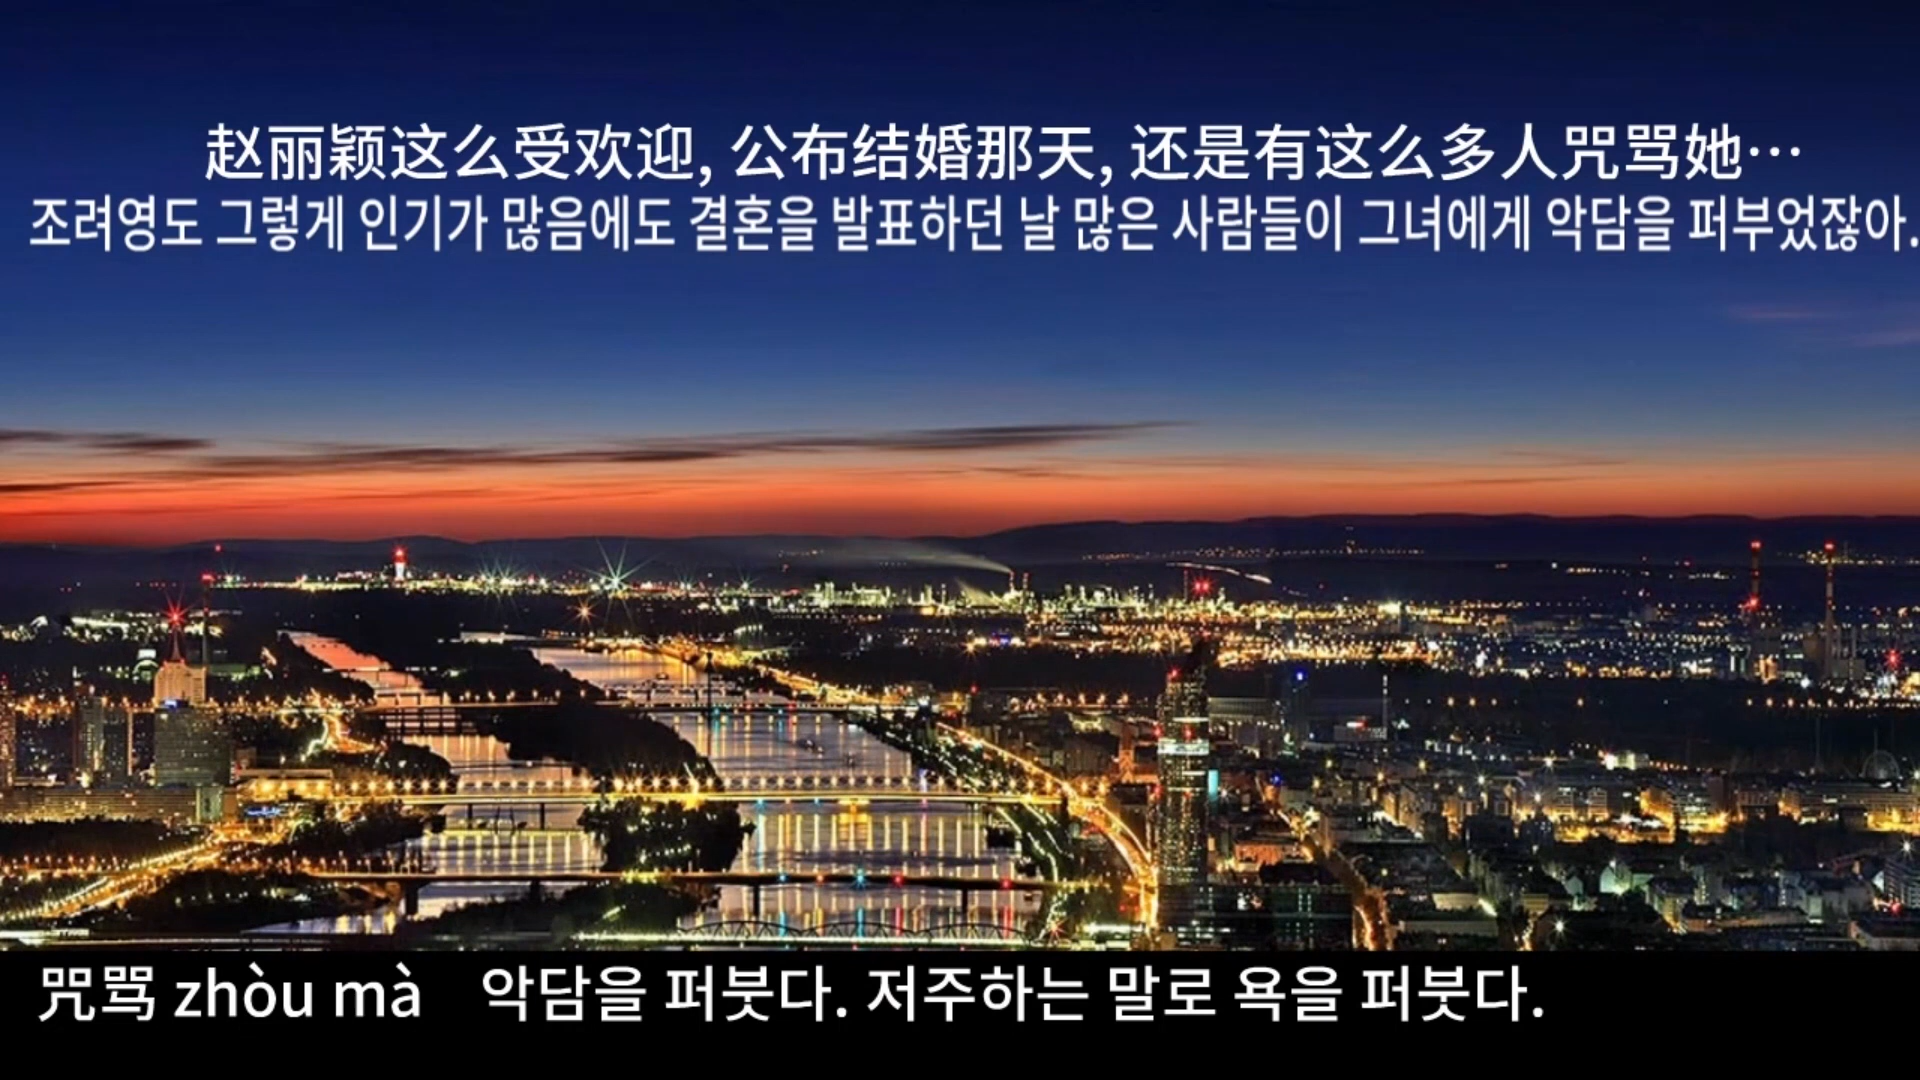 赵丽颖这么受欢迎, 公布结婚那天, 还是有这么多人咒骂她…
조려영도 그렇게 인기가 많음에도 결혼을 발표하던 날 많은 사람들이 그녀에게 악담을 퍼부었잖아.
咒骂 zhòu mà 악담을 퍼붓다. 저주하는 말로 욕을 퍼붓다.